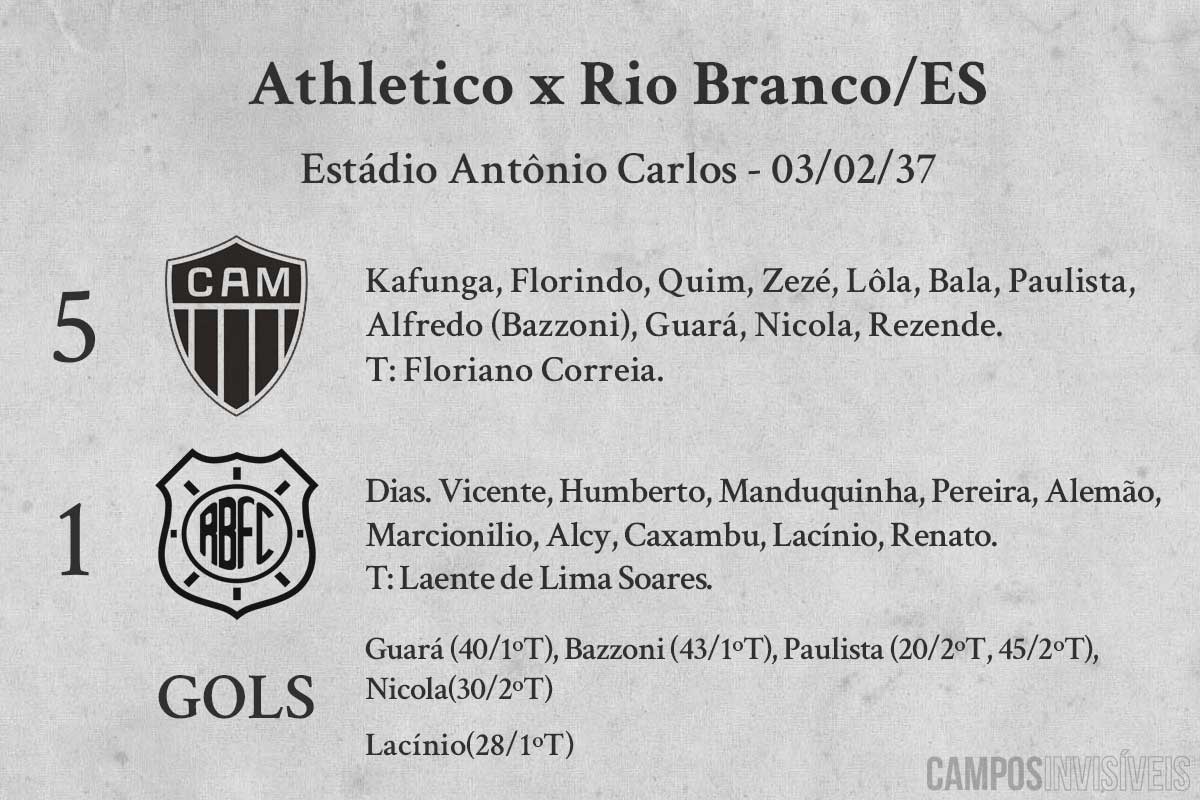 Athletico x Rio Branco/ES
Estádio Antônio Carlos - 03/02/37
5
CAM
Kafunga, Florindo, Quim, Zezé, Lôla, Bala, Paulista,
Alfredo (Bazzoni), Guará, Nicola, Rezende.
T: Floriano Correia.
1
RBFC
Dias. Vicente, Humberto, Manduquinha, Pereira, Alemão,
Marcionilio, Alcy, Caxambu, Lacínio, Renato.
T: Laente de Lima Soares.
GOLS
Guará (40/1ºT), Bazzoni (43/1ºT), Paulista (20/2ºT, 45/2ºT),
Nicola(30/2ºT)
Lacínio(28/1ºT)
CAMPOSINVISÍVEIS